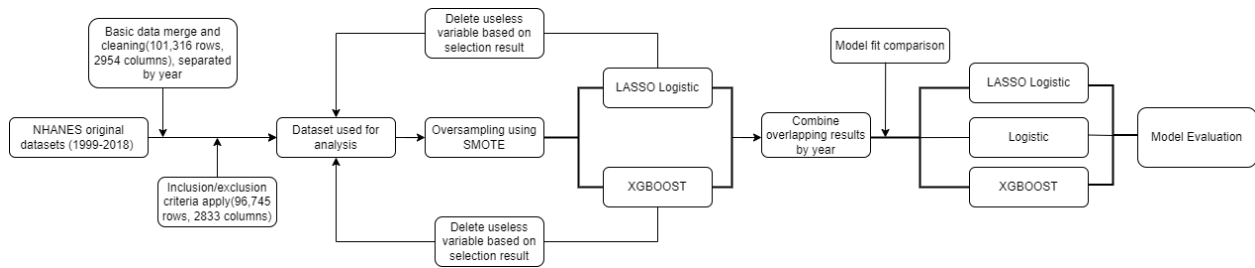 Basic data merge and
cleaning(101,316 rows,
2954 columns), separated
by year
NHANES original
datasets (1999-2018)
Inclusion/exclusion
criteria apply(96,745
rows, 2833 columns)
Dataset used for
analysis
Delete useless
variable based on
selection result
Oversampling using
SMOTE
Delete useless
variable based on
selection result
LASSO Logistic
XGBOOST
Combine
overlapping results
by year
Model fit comparison
LASSO Logistic
Logistic
XGBOOST
Model Evaluation